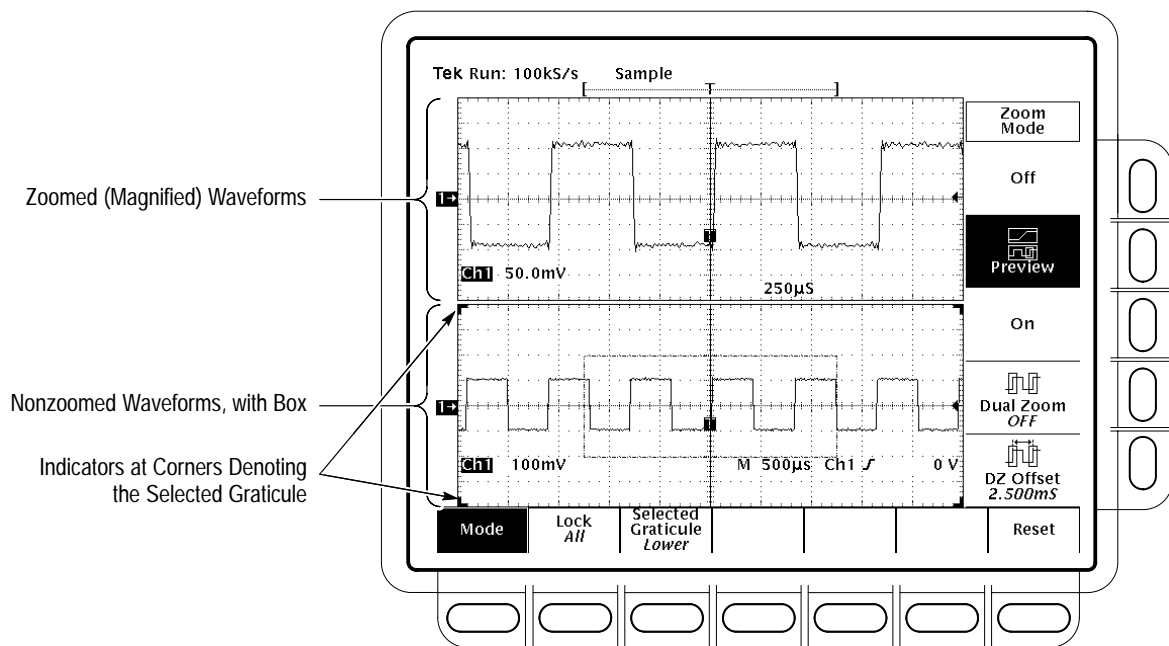 Tek Run: 100kS/s Sample
[ T ]
Zoom
Mode
Off
Preview
On
Dual Zoom
OFF
DZ Offset
2.500mS
Zoomed (Magnified) Waveforms
1→
T
Ch1 50.0mV
250µS
Nonzoomed Waveforms, with Box
1→
T
Indicators at Corners Denoting
the Selected Graticule
Ch1 100mV M 500µs Ch1 0 V
Mode
Lock
All
Selected
Graticule
Lower
Reset